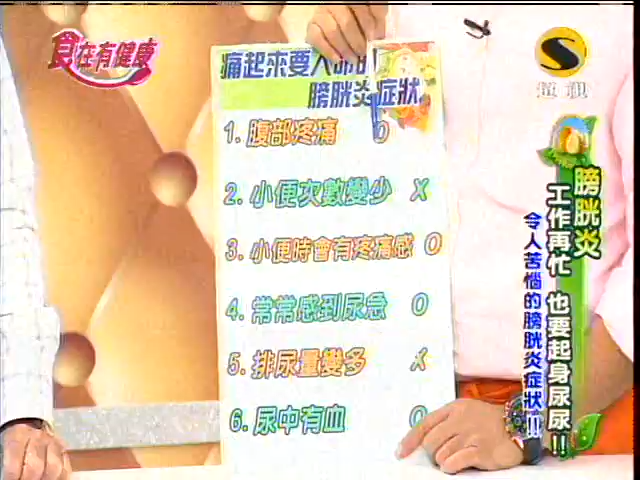 食在有健康
痛起來要人命的
膀胱炎症狀
1.腹部疼痛 O
2.小便次數變少 X
3.小便時會有疼痛感 O
4.常常感到尿急 O
5.排尿量變多 X
6.尿中有血 O
S
超視
膀胱炎
工作再忙 也要起身尿尿!!
令人苦惱的膀胱炎症狀!!